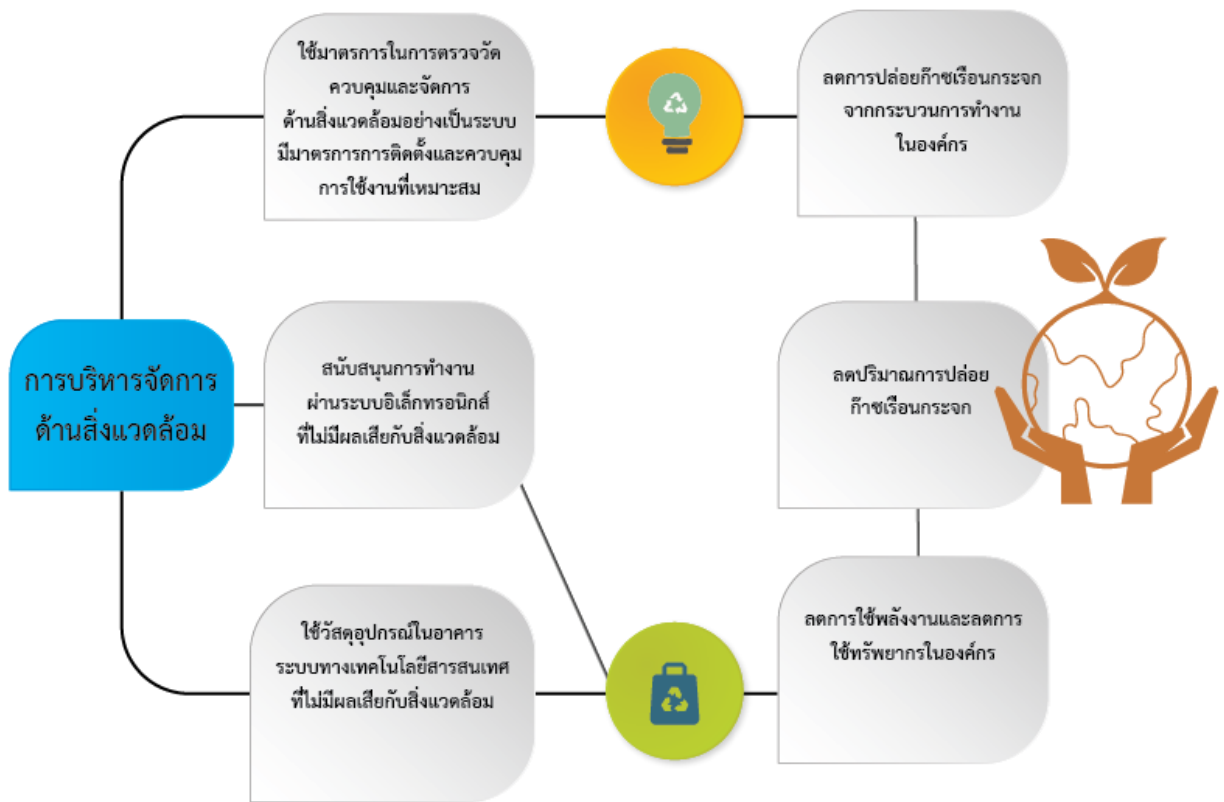 ใช้มาตรการในการตรวจวัด
ควบคุมและจัดการ
ด้านสิ่งแวดล้อมอย่างเป็นระบบ
มีมาตรการการติดตั้งและควบคุม
การใช้งานที่เหมาะสม
ลดการปล่อยก๊าซเรือนกระจก
จากกระบวนการทำงาน
ในองค์กร
การบริหารจัดการ
ด้านสิ่งแวดล้อม
สนับสนุนการทำงาน
ผ่านระบบอิเล็กทรอนิกส์
ที่ไม่มีผลเสียกับสิ่งแวดล้อม
ลดปริมาณการปล่อย
ก๊าซเรือนกระจก
ใช้วัสดุอุปกรณ์ในอาคาร
ระบบทางเทคโนโลยีสารสนเทศ
ที่ไม่มีผลเสียกับสิ่งแวดล้อม
ลดการใช้พลังงานและลดการ
ใช้ทรัพยากรในองค์กร